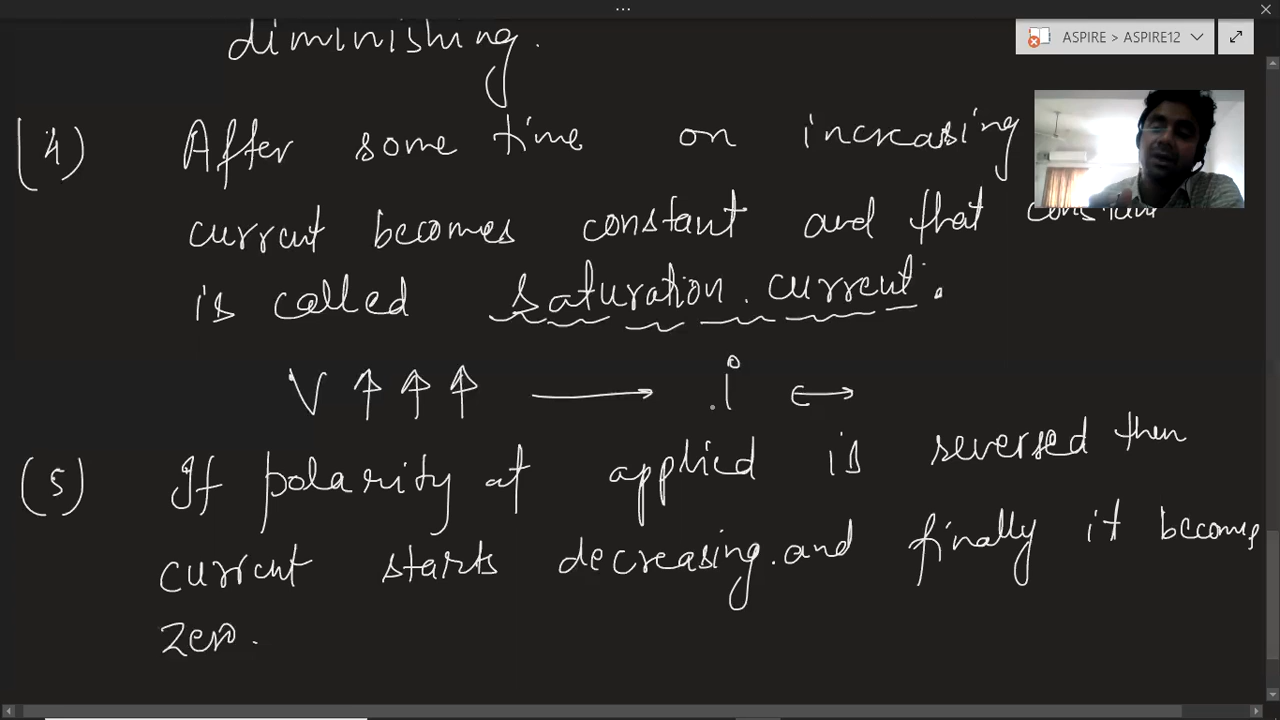 ...
ASPIRE > ASPIRE12
diminishing.
(4) After some time on increasing
current becomes constant and that constant
is called saturation current.
V ↑ ↑ ↑ ⟶ i ↔
(5) If polarity of applied is reversed then
current starts decreasing. and finally it becomes
zero.